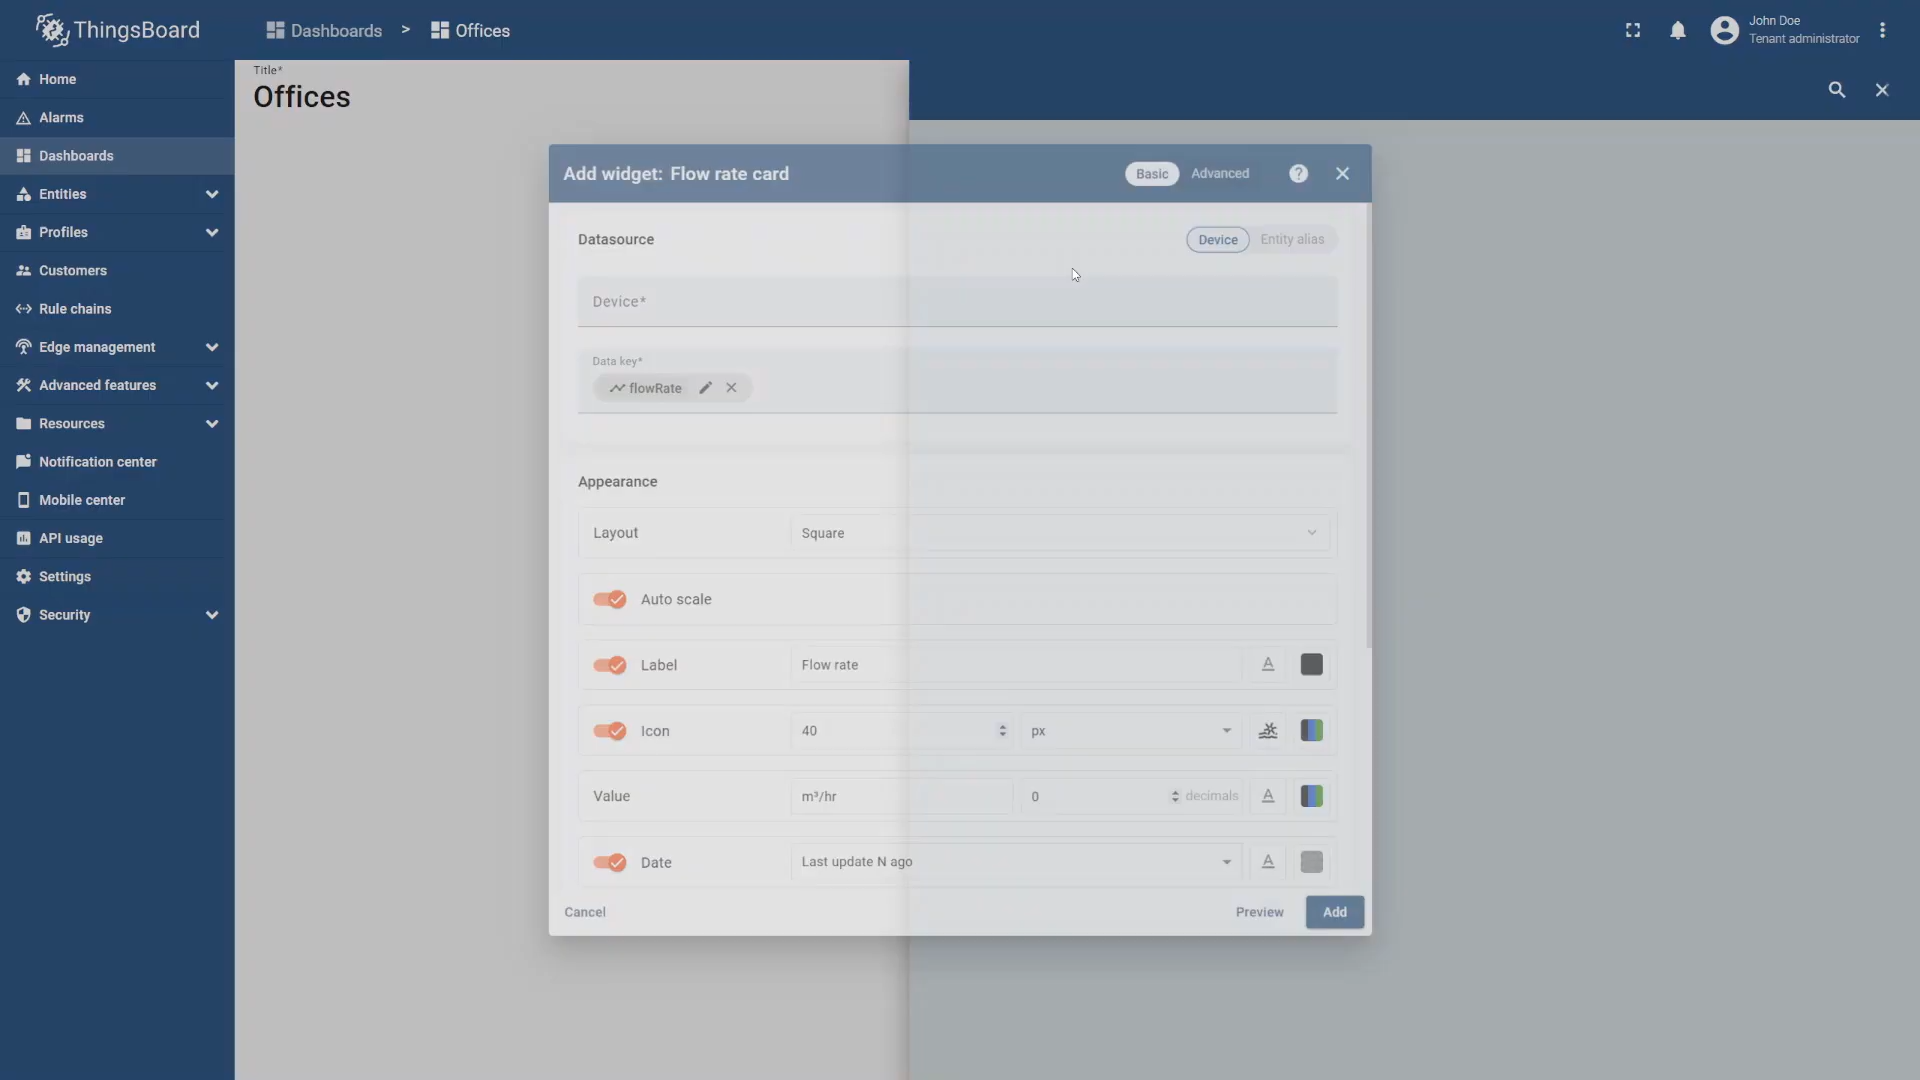 ThingsBoard
Dashboards > Offices
John Doe
Tenant administrator
Home
Alarms
Dashboards
Entities
Profiles
Customers
Rule chains
Edge management
Advanced features
Resources
Notification center
Mobile center
API usage
Settings
Security
Title*
Offices
Add widget: Flow rate card
Basic
Advanced
?
Datasource
Device
Entity alias
Device*
Data key*
flowRate
Appearance
Layout
Square
Auto scale
Label
Flow rate
A
Icon
40
px
Value
m³/hr
0
decimals
A
Date
Last update N ago
A
Cancel
Preview
Add